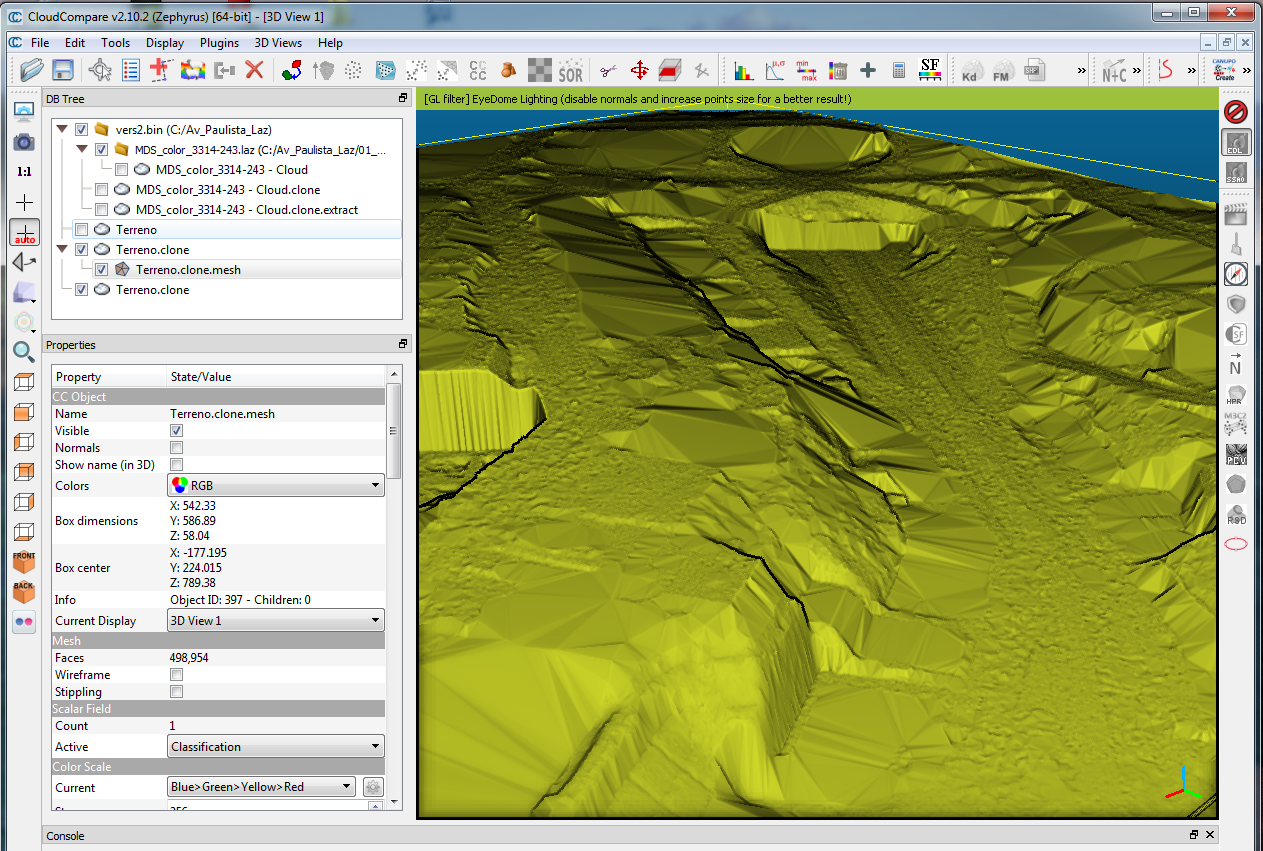 CloudCompare v2.10.2 (Zephyrus) [64-bit] - [3D View 1]
File Edit Tools Display Plugins 3D Views Help
SOR
μ,σ
min
max
SF
Kd
FM
N+C
CANUPO
Create
DB Tree
[GL filter] EyeDome Lighting (disable normals and increase points size for a better result!)
vers2.bin (C:/Av_Paulista_Laz)
MDS_color_3314-243.laz (C:/Av_Paulista_Laz/01_...
MDS_color_3314-243 - Cloud
MDS_color_3314-243 - Cloud.clone
MDS_color_3314-243 - Cloud.clone.extract
Terreno
Terreno.clone
Terreno.clone.mesh
Terreno.clone
1:1
auto
FRONT
BACK
EDL
SSAO
SF
N
HPR
M3C2
PCV
RSD
Properties
Property State/Value
CC Object
Name Terreno.clone.mesh
Visible
Normals
Show name (in 3D)
Colors RGB
Box dimensions
X: 542.33
Y: 586.89
Z: 58.04
Box center
X: -177.195
Y: 224.015
Z: 789.38
Info Object ID: 397 - Children: 0
Current Display 3D View 1
Mesh
Faces 498,954
Wireframe
Stippling
Scalar Field
Count 1
Active Classification
Color Scale
Current Blue>Green>Yellow>Red
Console